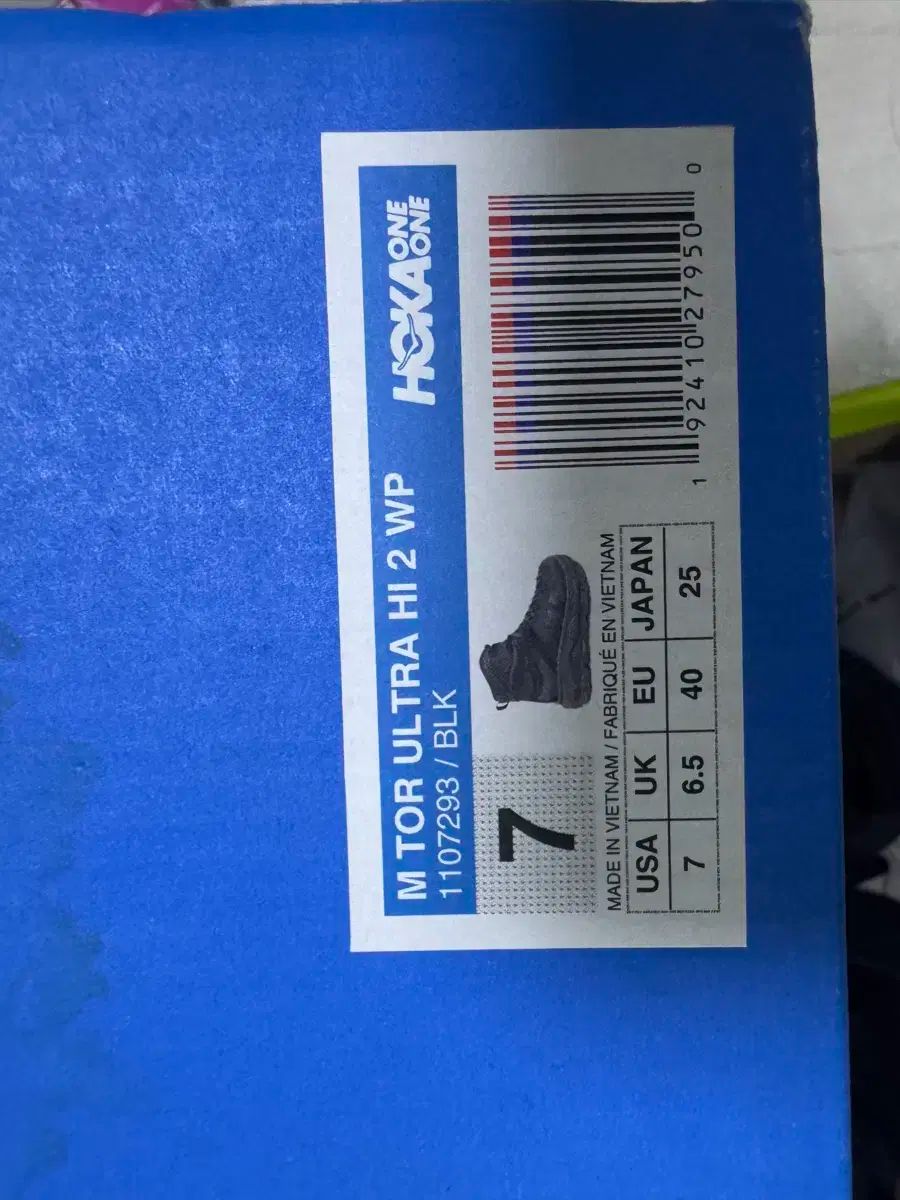 M TOR ULTRA HI 2 WP
1107293 / BLK
HOKA ONE ONE
7
MADE IN VIETNAM / FABRIQUÉ EN VIETNAM
USA UK EU JAPAN
7 6.5 40 25
1 92410 27950 0